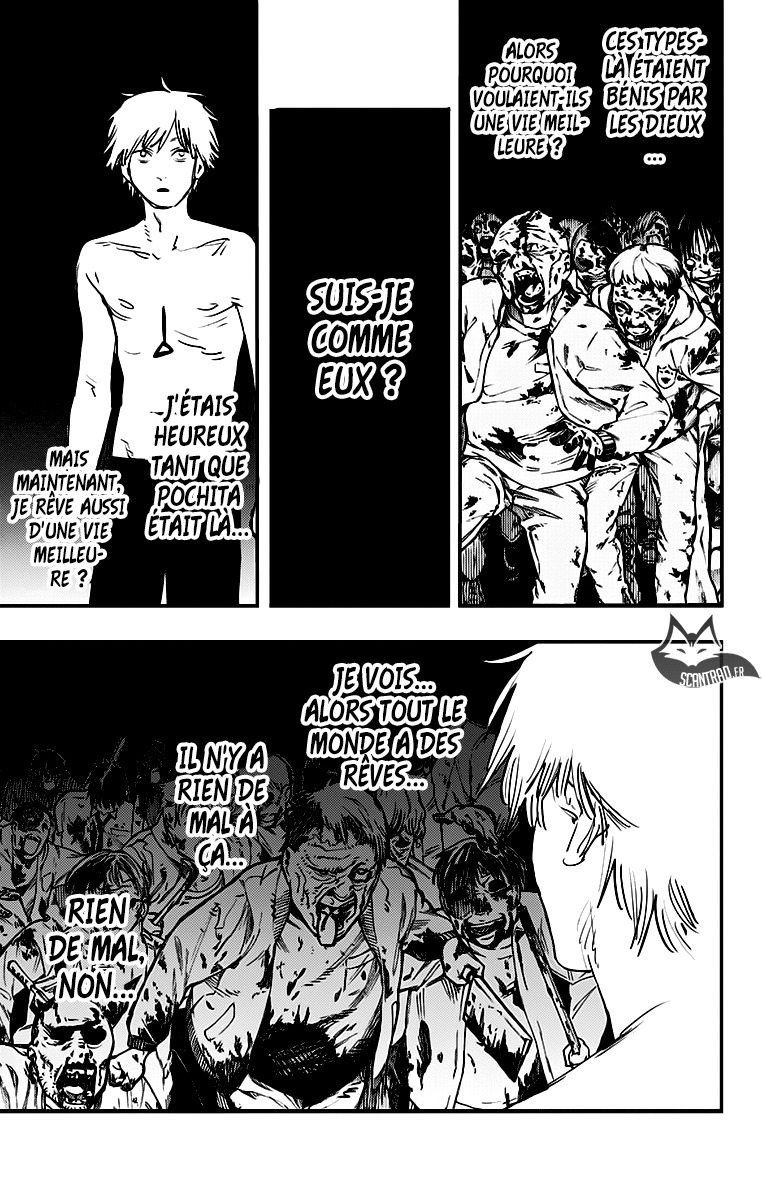 CES TYPES-
LÀ ÉTAIENT
BÉNIS PAR
LES DIEUX
...
ALORS
POURQUOI
VOULAIENT-ILS
UNE VIE MEIL-
LEURE ?
SUIS-JE
COMME
EUX ?
J'ÉTAIS
HEUREUX
TANT QUE
POCHITA
ÉTAIT LÀ...
MAIS
MAINTENANT,
JE RÊVE AUSSI
D'UNE VIE
MEILLEU-
RE ?
SCANTRAD.FR
JE VOIS...
ALORS TOUT LE
MONDE A DES
RÊVES...
IL N'Y A
RIEN DE
MAL À
ÇA...
RIEN
DE MAL,
NON...